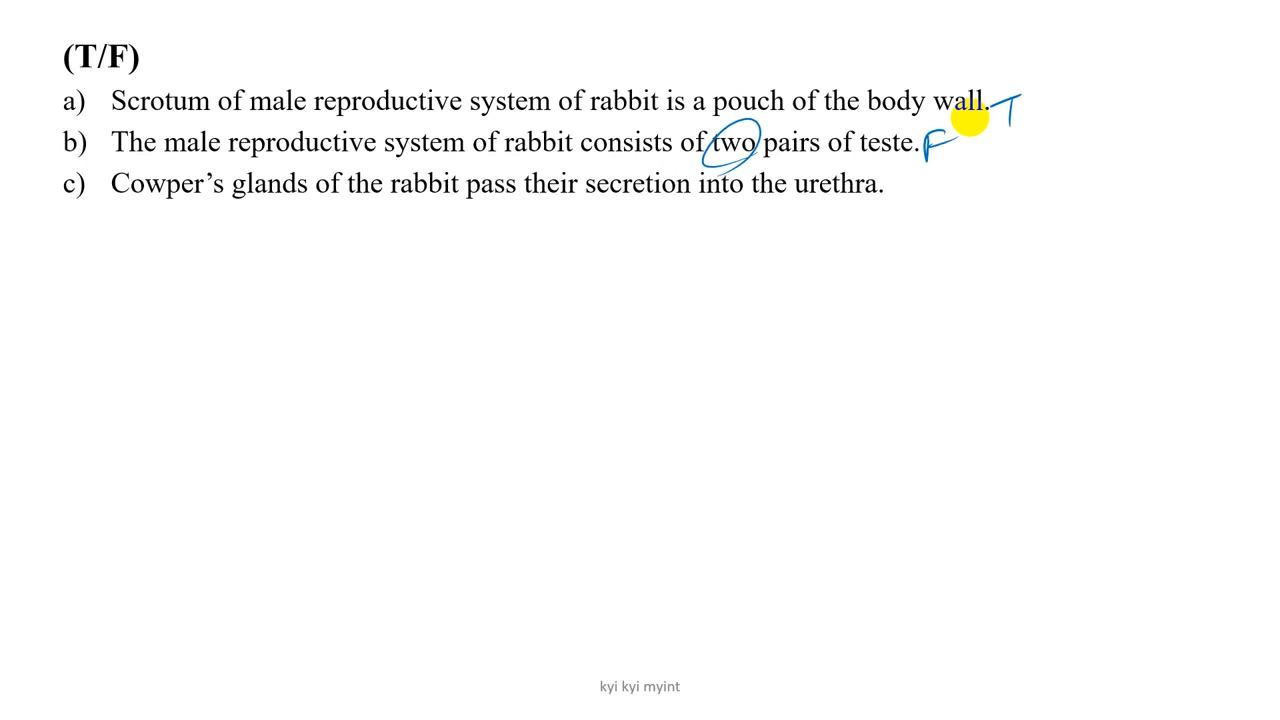 (T/F)
a) Scrotum of male reproductive system of rabbit is a pouch of the body wall. T
b) The male reproductive system of rabbit consists of two pairs of teste. F
c) Cowper’s glands of the rabbit pass their secretion into the urethra.
kyi kyi myint